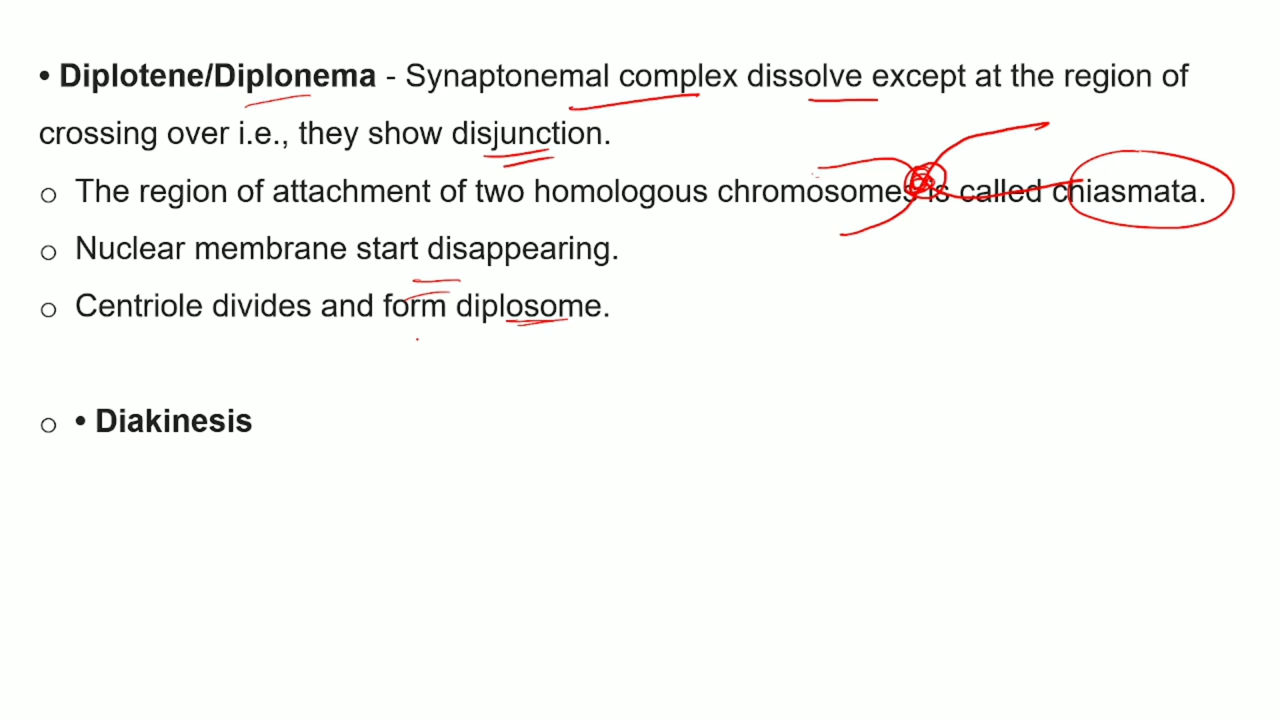 • Diplotene/Diplonema - Synaptonemal complex dissolve except at the region of
crossing over i.e., they show disjunction.
o The region of attachment of two homologous chromosomes is called chiasmata.
o Nuclear membrane start disappearing.
o Centriole divides and form diplosome.
o • Diakinesis